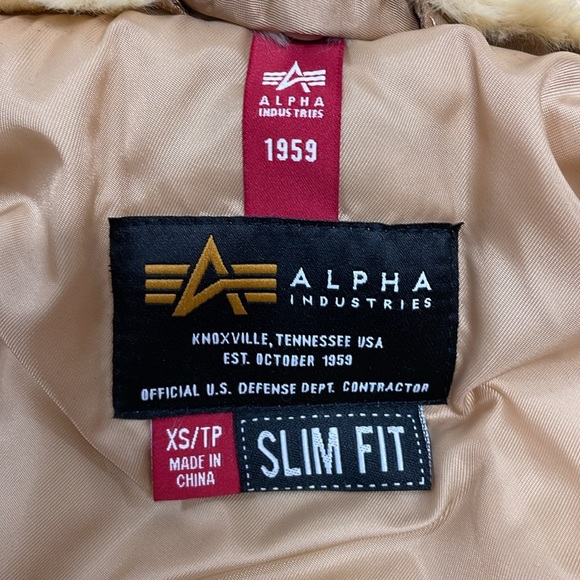 ALPHA
INDUSTRIES
1959
ALPHA
INDUSTRIES
KNOXVILLE, TENNESSEE USA
EST. OCTOBER 1959
OFFICIAL U.S. DEFENSE DEPT. CONTRACTOR
XS/TP
MADE IN
CHINA
SLIM FIT